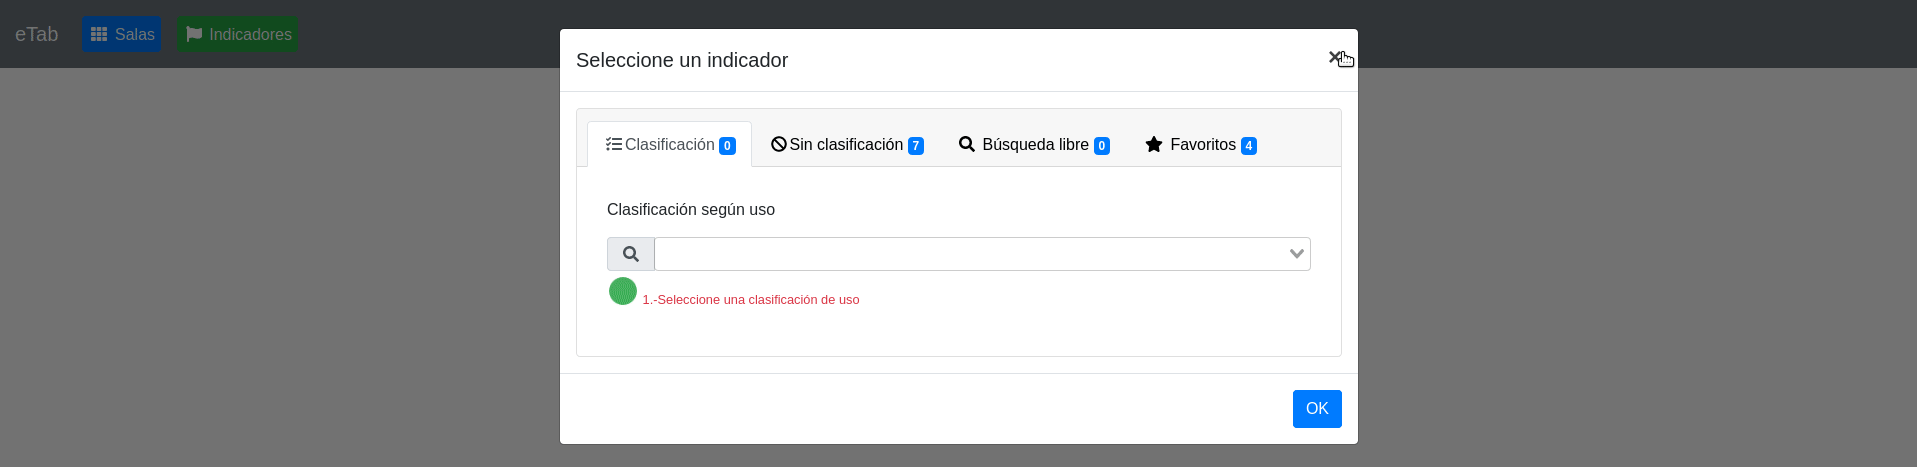 eTab Salas Indicadores
Seleccione un indicador ×
Clasificación 0 Sin clasificación 7 Búsqueda libre 0 Favoritos 4
Clasificación según uso
1.-Seleccione una clasificación de uso
OK